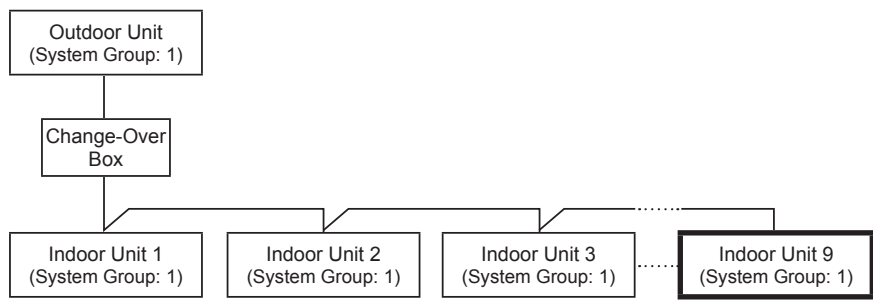 Outdoor Unit
(System Group: 1)
Change-Over
Box
Indoor Unit 1
(System Group: 1)
Indoor Unit 2
(System Group: 1)
Indoor Unit 3
(System Group: 1)
Indoor Unit 9
(System Group: 1)